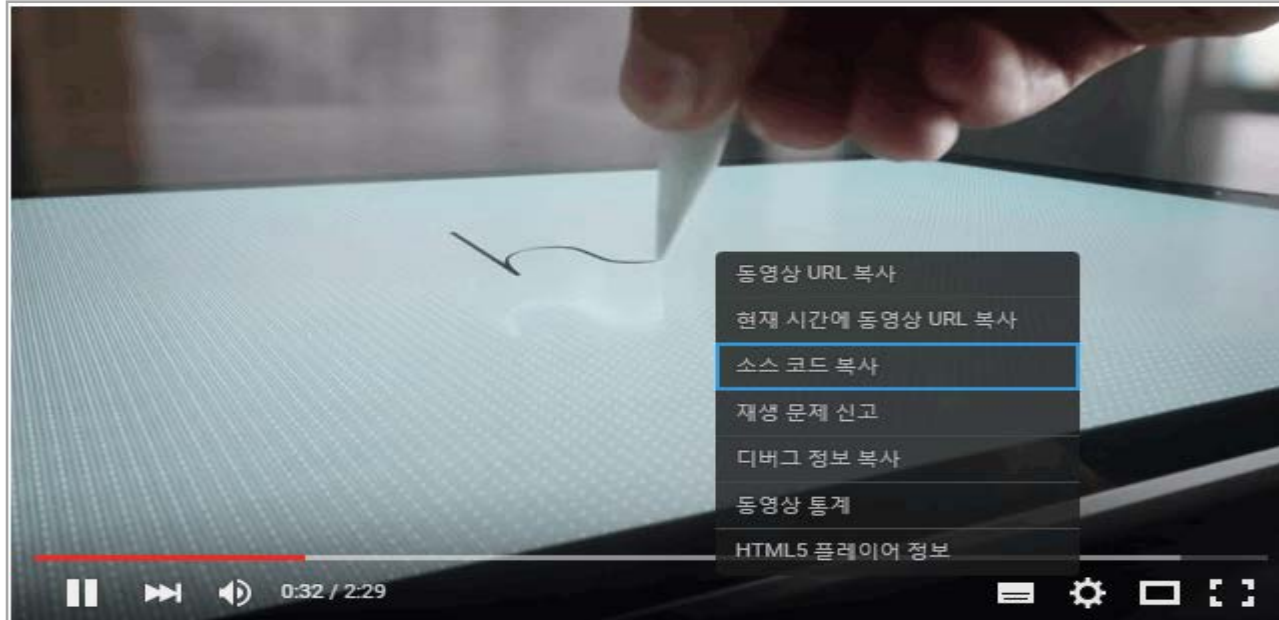 동영상 URL 복사
현재 시간에 동영상 URL 복사
소스 코드 복사
재생 문제 신고
디버그 정보 복사
동영상 통계
HTML5 플레이어 정보
0:32 / 2:29